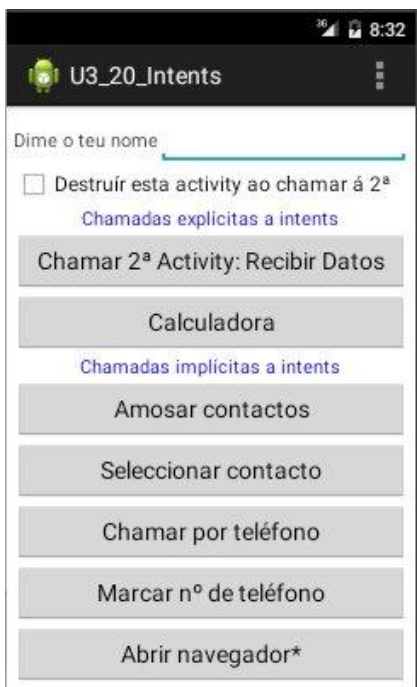 3G 8:32
U3_20_Intents
Dime o teu nome
Destruír esta activity ao chamar á 2ª
Chamadas explícitas a intents
Chamar 2ª Activity: Recibir Datos
Calculadora
Chamadas implícitas a intents
Amosar contactos
Seleccionar contacto
Chamar por teléfono
Marcar nº de teléfono
Abrir navegador*